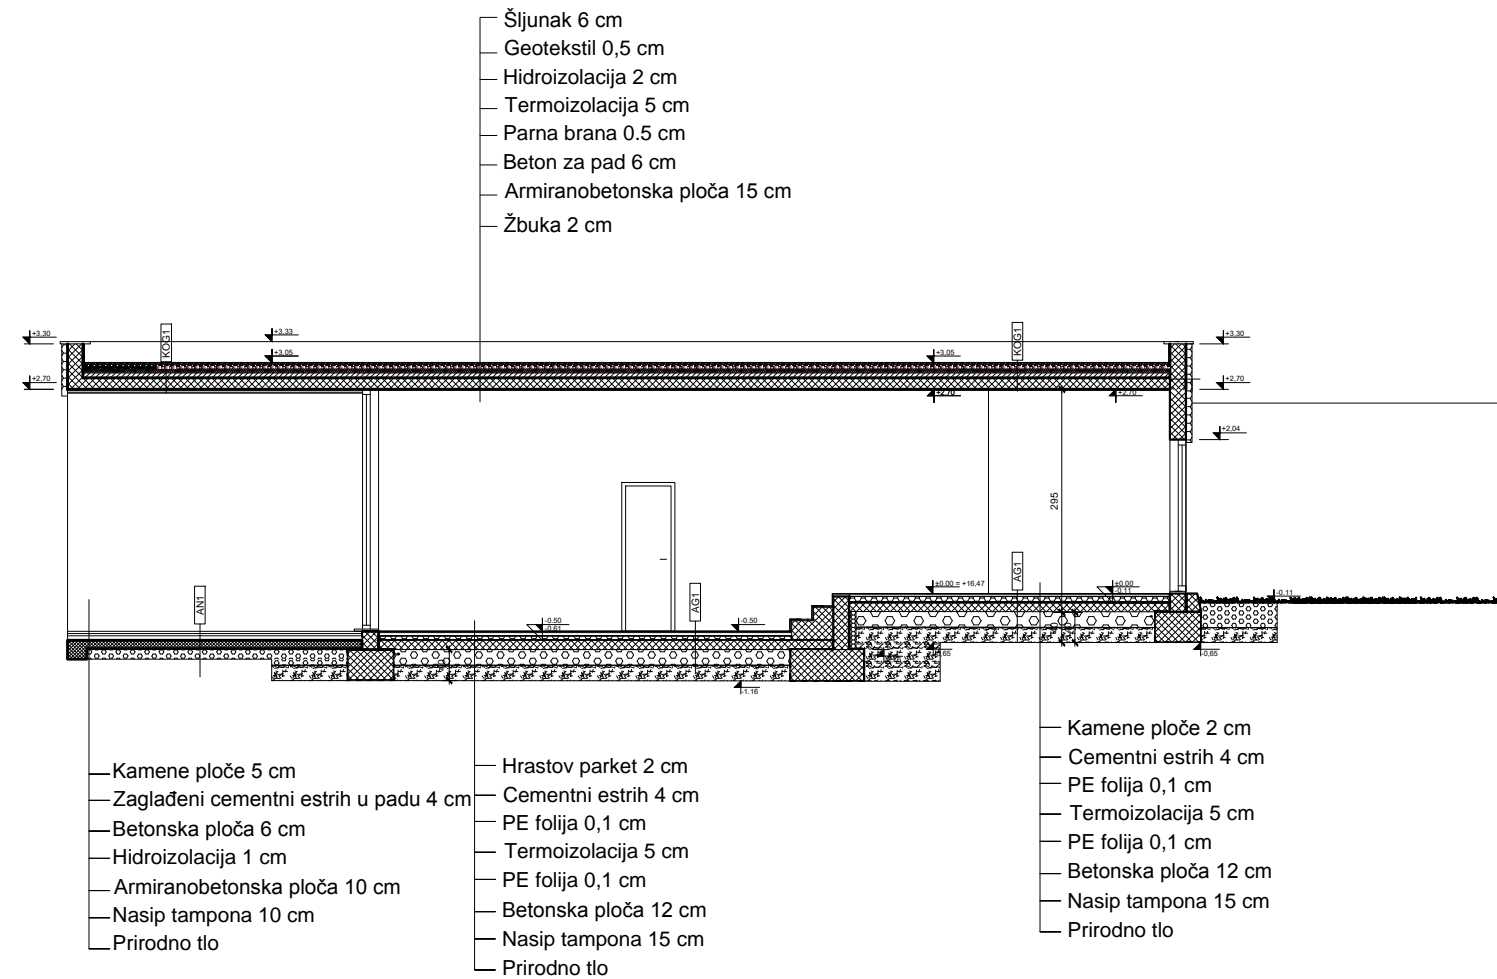 Šljunak 6 cm
Geotekstil 0,5 cm
Hidroizolacija 2 cm
Termoizolacija 5 cm
Parna brana 0.5 cm
Beton za pad 6 cm
Armiranobetonska ploča 15 cm
Žbuka 2 cm
+3,30
KOG1
+3,33
+3,05
KOG1
+3,05
+3,30
+2,70
+2,70
+2,70
+2,70
+2,04
295
AN1
AG1
AG1
±0.00 = +16,47
±0.00
-0.11
-0.11
-0.50
-0.61
-0.50
-0,65
-1.16
Kamene ploče 5 cm
Zaglađeni cementni estrih u padu 4 cm
Betonska ploča 6 cm
Hidroizolacija 1 cm
Armiranobetonska ploča 10 cm
Nasip tampona 10 cm
Prirodno tlo
Hrastov parket 2 cm
Cementni estrih 4 cm
PE folija 0,1 cm
Termoizolacija 5 cm
PE folija 0,1 cm
Betonska ploča 12 cm
Nasip tampona 15 cm
Prirodno tlo
Kamene ploče 2 cm
Cementni estrih 4 cm
PE folija 0,1 cm
Termoizolacija 5 cm
PE folija 0,1 cm
Betonska ploča 12 cm
Nasip tampona 15 cm
Prirodno tlo